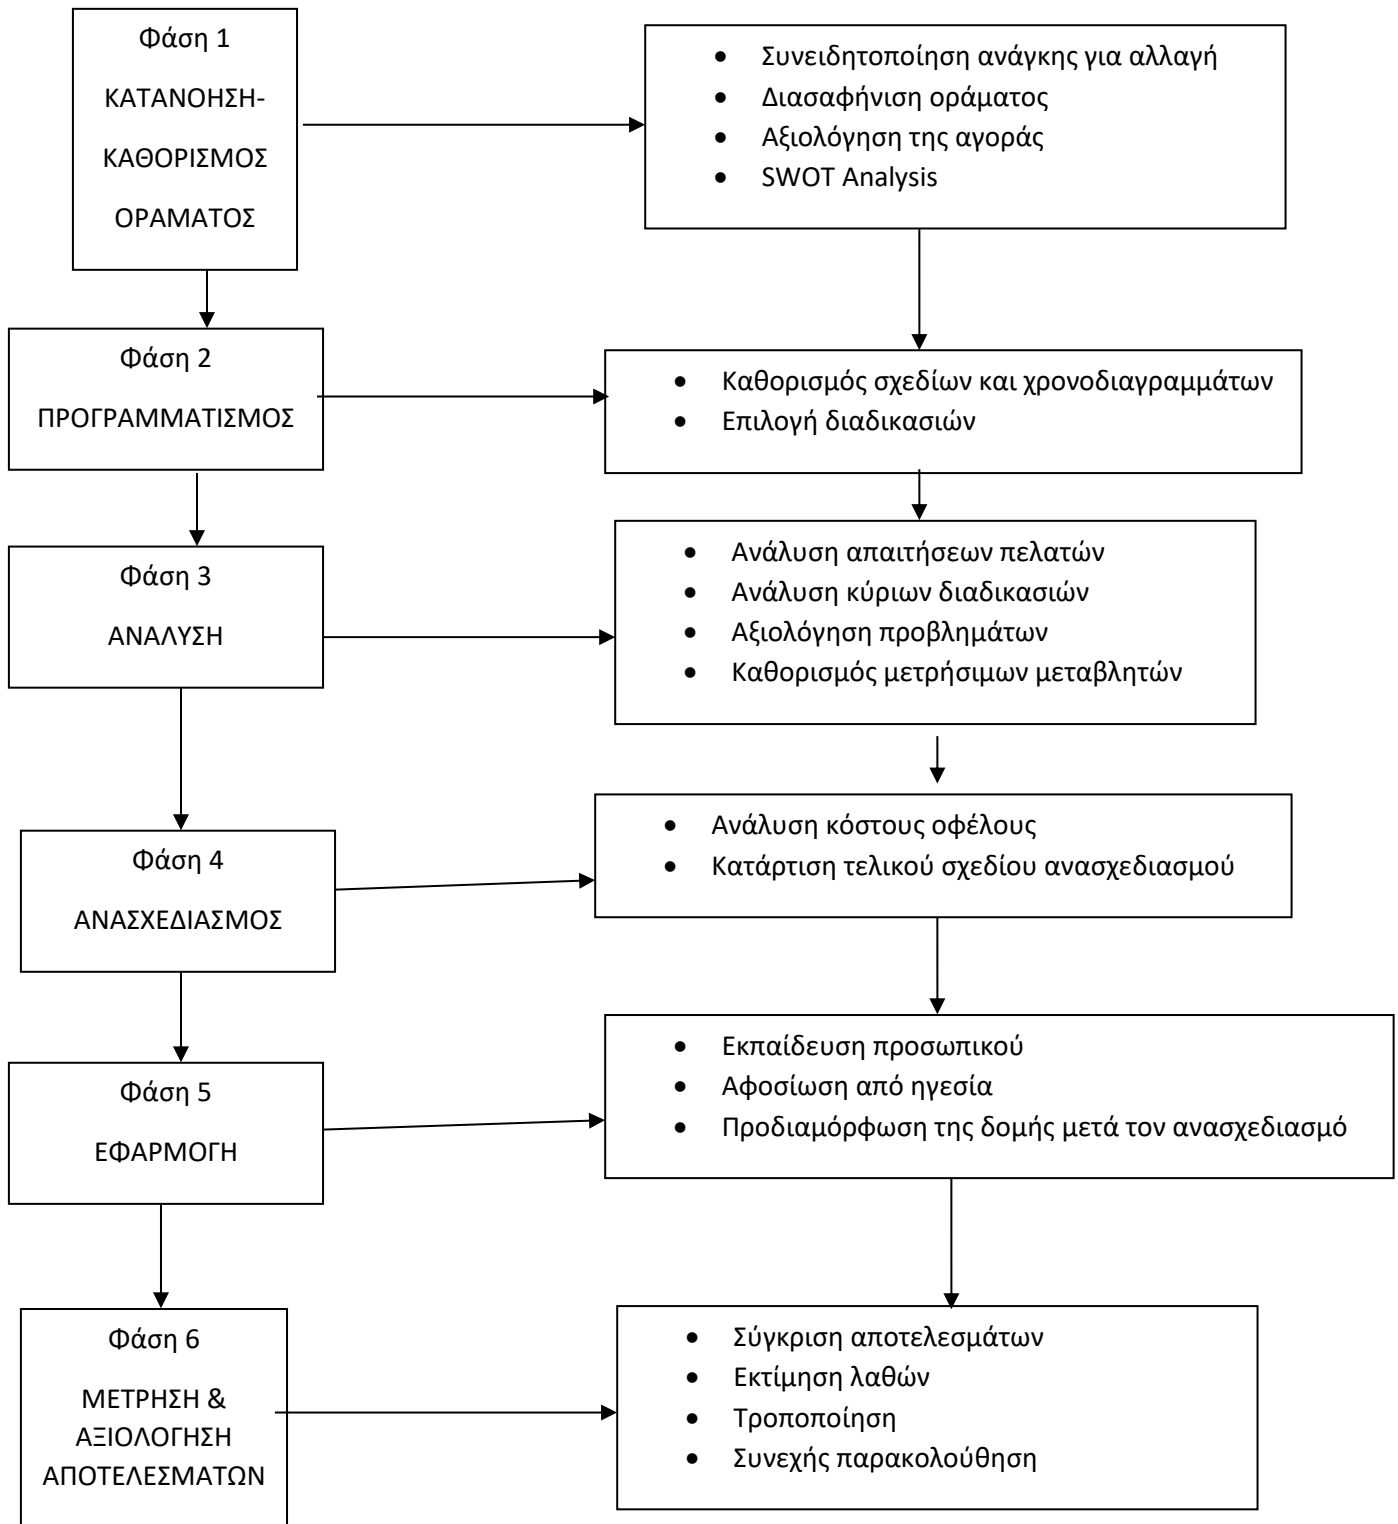 Φάση 1
ΚΑΤΑΝΟΗΣΗ-
ΚΑΘΟΡΙΣΜΟΣ
ΟΡΑΜΑΤΟΣ
• Συνειδητοποίηση ανάγκης για αλλαγή
• Διασαφήνιση οράματος
• Αξιολόγηση της αγοράς
• SWOT Analysis
Φάση 2
ΠΡΟΓΡΑΜΜΑΤΙΣΜΟΣ
• Καθορισμός σχεδίων και χρονοδιαγραμμάτων
• Επιλογή διαδικασιών
Φάση 3
ΑΝΑΛΥΣΗ
• Ανάλυση απαιτήσεων πελατών
• Ανάλυση κύριων διαδικασιών
• Αξιολόγηση προβλημάτων
• Καθορισμός μετρήσιμων μεταβλητών
Φάση 4
ΑΝΑΣΧΕΔΙΑΣΜΟΣ
• Ανάλυση κόστους οφέλους
• Κατάρτιση τελικού σχεδίου ανασχεδιασμού
Φάση 5
ΕΦΑΡΜΟΓΗ
• Εκπαίδευση προσωπικού
• Αφοσίωση από ηγεσία
• Προδιαμόρφωση της δομής μετά τον ανασχεδιασμό
Φάση 6
ΜΕΤΡΗΣΗ &
ΑΞΙΟΛΟΓΗΣΗ
ΑΠΟΤΕΛΕΣΜΑΤΩΝ
• Σύγκριση αποτελεσμάτων
• Εκτίμηση λαθών
• Τροποποίηση
• Συνεχής παρακολούθηση